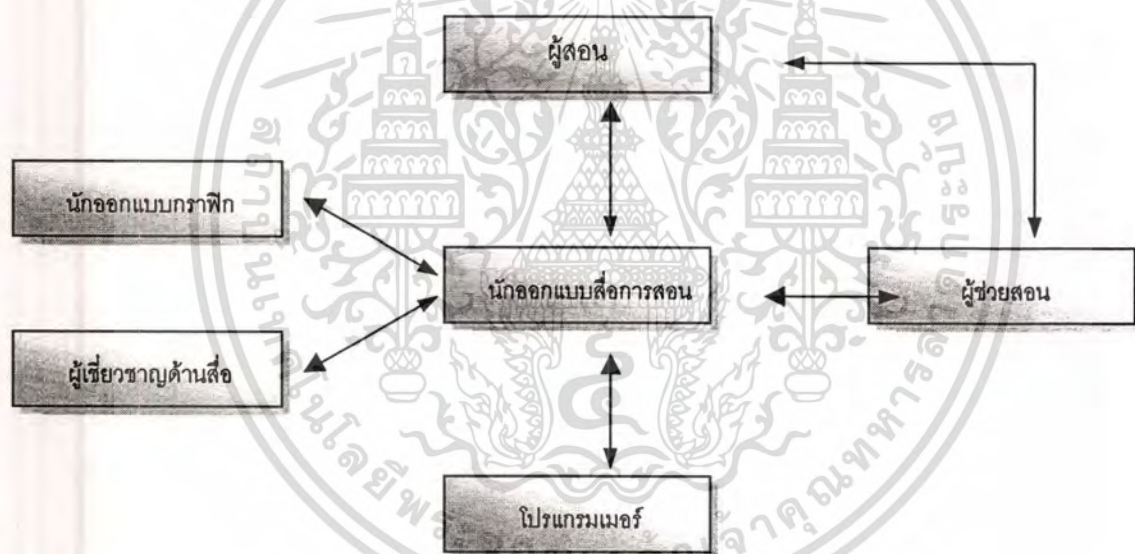 ผู้สอน
นักออกแบบกราฟิก
นักออกแบบสื่อการสอน
ผู้ช่วยสอน
ผู้เชี่ยวชาญด้านสื่อ
โปรแกรมเมอร์